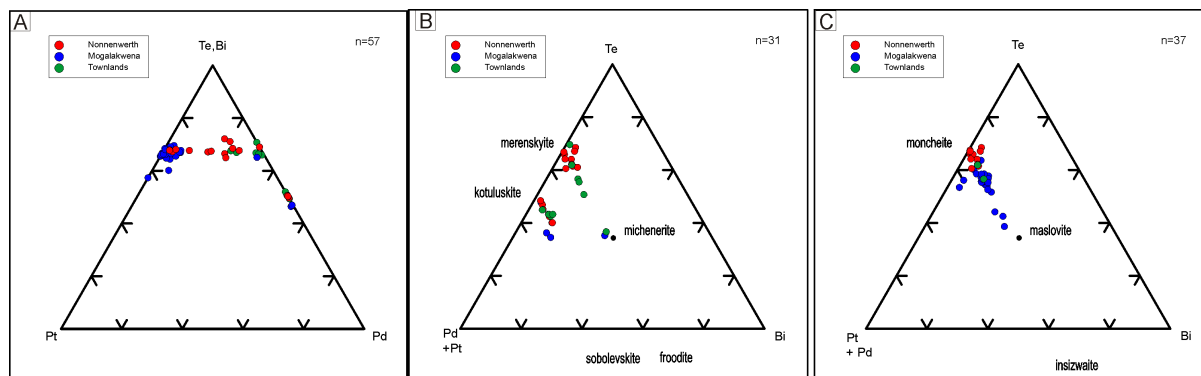 A
Te,Bi
n=57
Nonnenwerth
Mogalakwena
Townlands
Pt
Pd
B
Te
n=31
Nonnenwerth
Mogalakwena
Townlands
merenskyite
kotuluskite
michenerite
Pd
+Pt
Bi
sobolevskite
froodite
C
Te
n=37
Nonnenwerth
Mogalakwena
Townlands
moncheite
maslovite
Pt
+ Pd
Bi
insizwaite